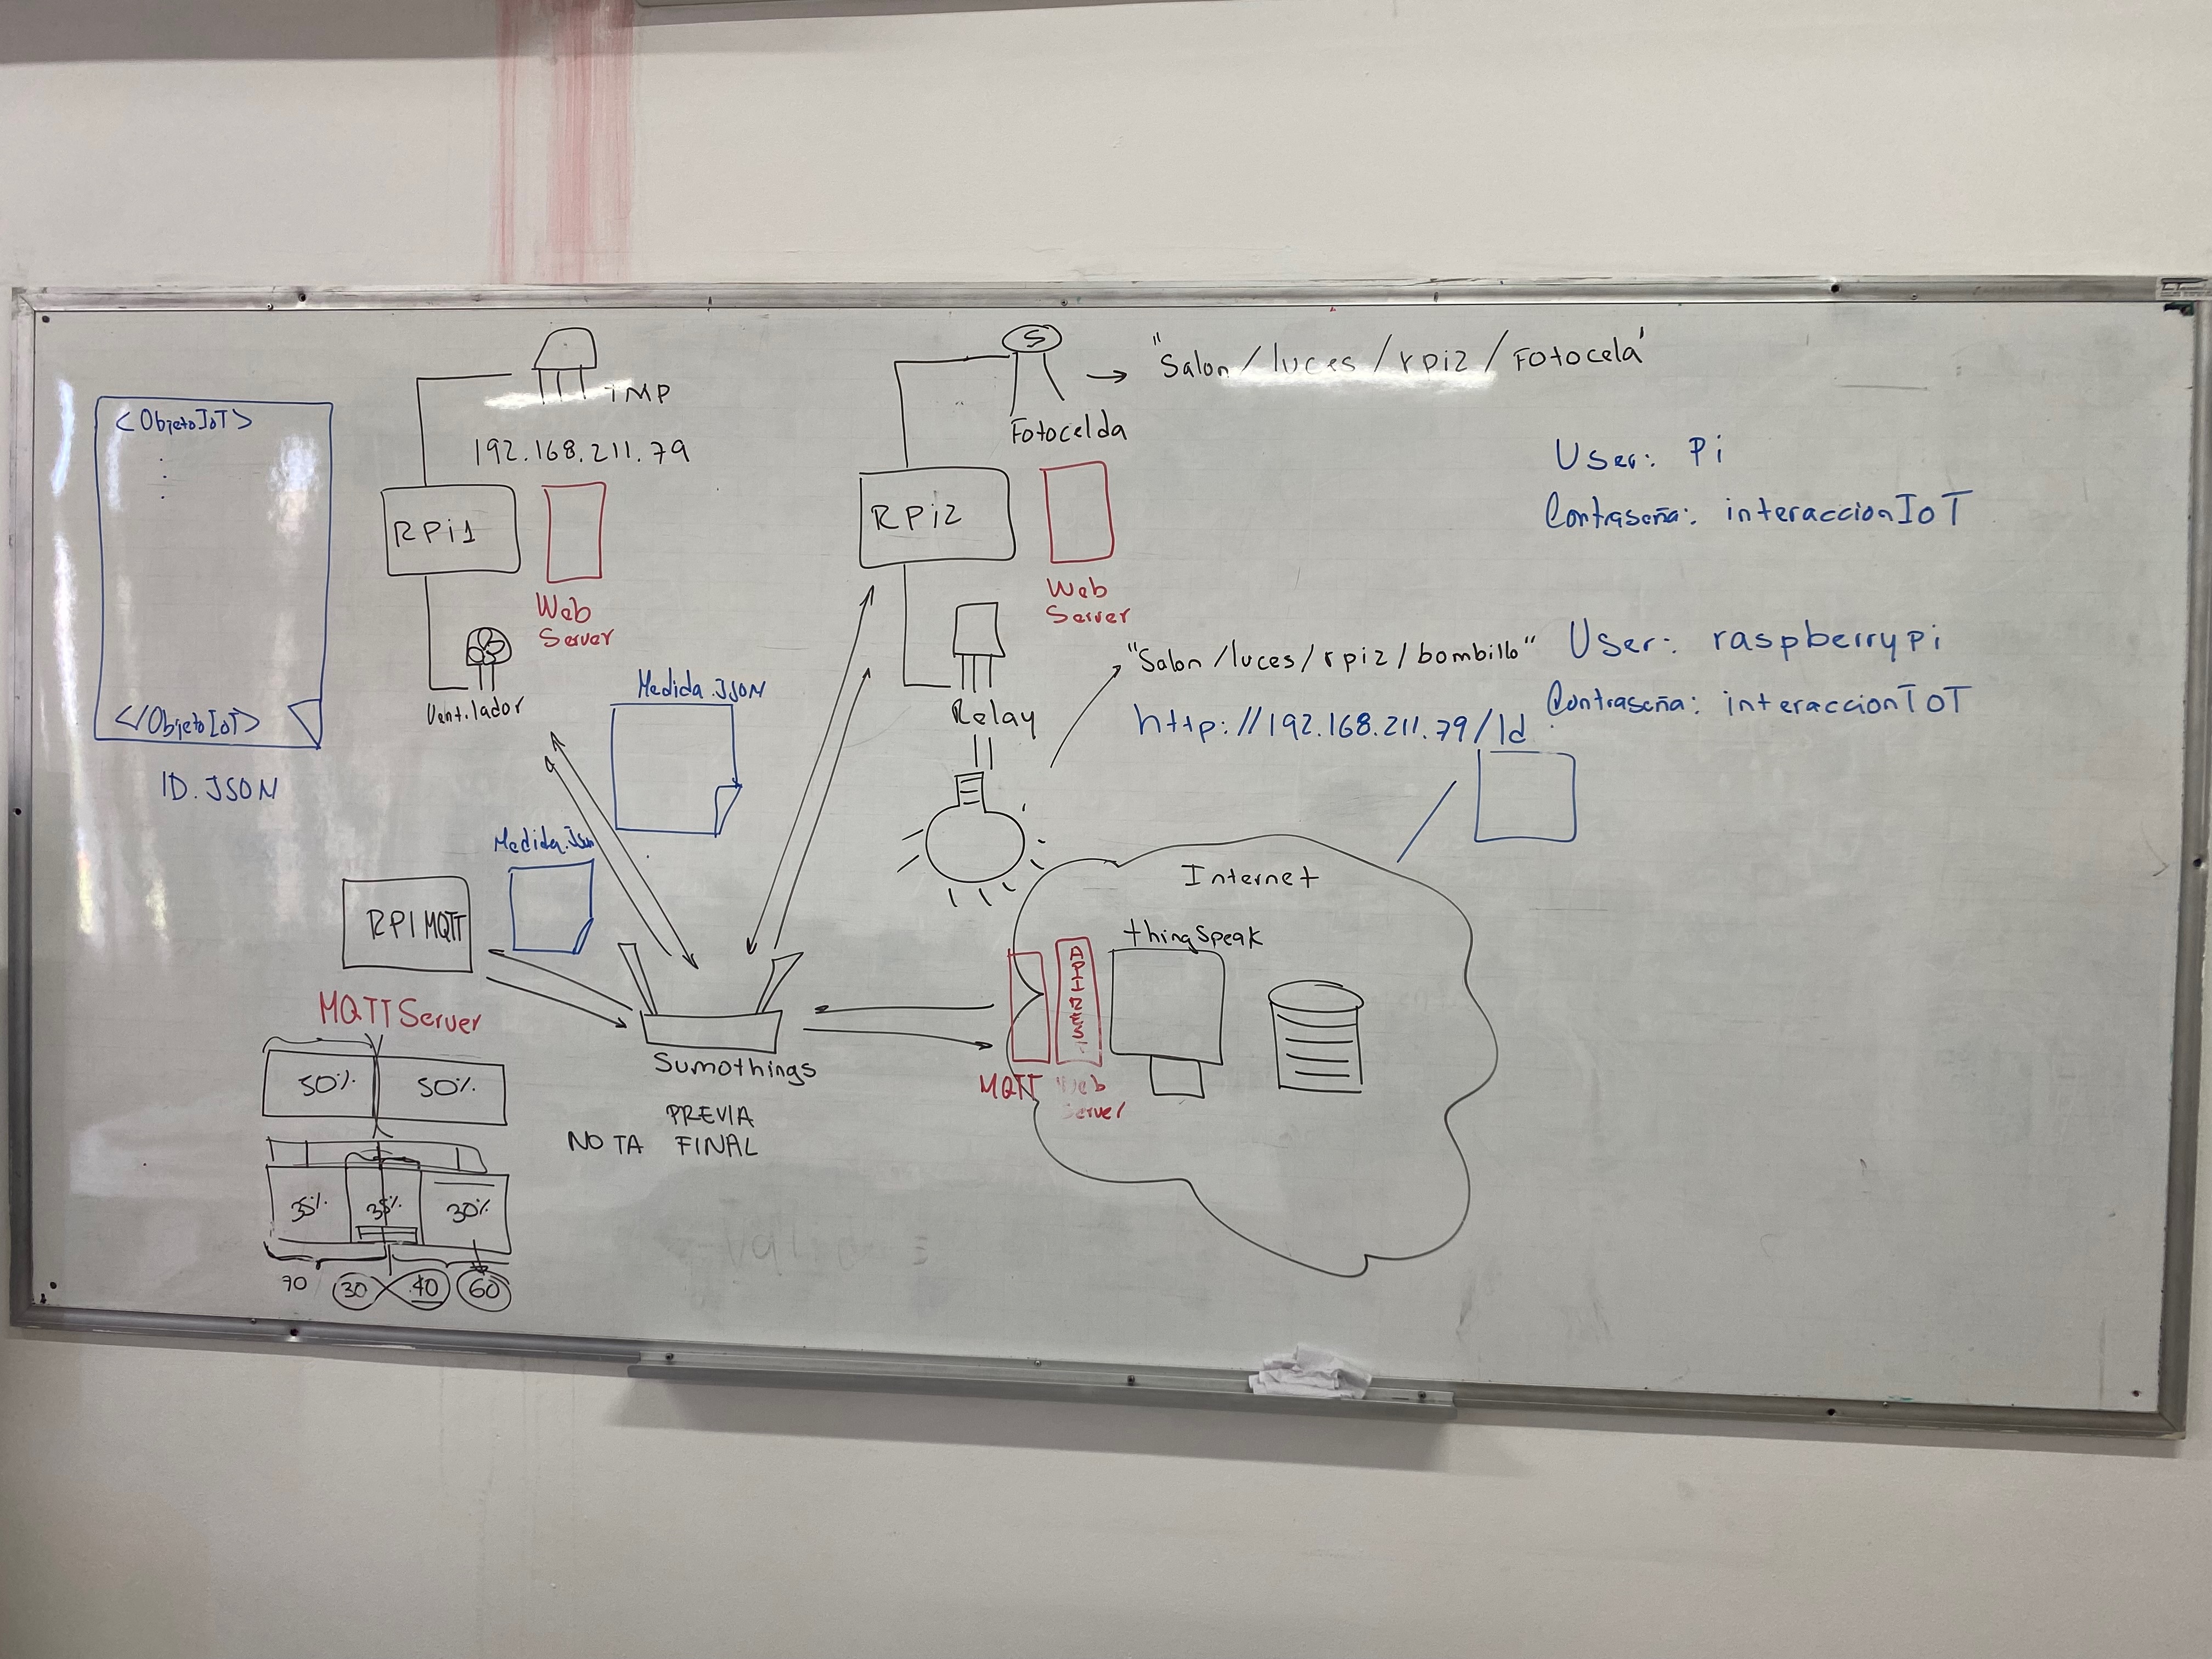 <ObjetoIoT>
</ObjetoIoT>
ID.JSON
TMP
192.168.211.79
RPi1
Web
Server
Ventilador
Medida.JSON
S
Fotocelda
"Salon/luces/rpi2/Fotocela'
RPi2
Web
Server
Relay
"Salon/luces/rpi2/bombillo"
http://192.168.211.79/Id
User: Pi
Contraseña: interaccionIoT
User: raspberrypi
Contraseña: interaccionIoT
Medida.Json
RPI MQTT
MQTT Server
Sumothings
PREVIA
NOTA FINAL
50% 50%
35% 35% 30%
70 30 40 60
Internet
thingSpeak
API REST
MQTT
Web
Server